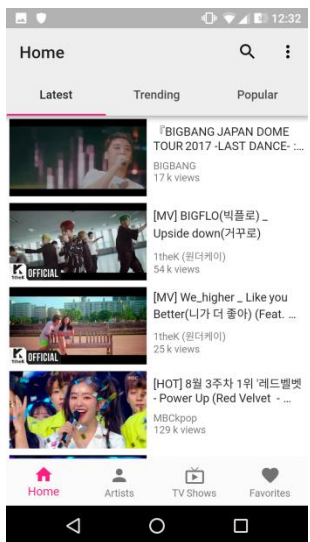 12:32
Home
Latest Trending Popular
『BIGBANG JAPAN DOME
TOUR 2017 -LAST DANCE- :...
BIGBANG
17 k views
[MV] BIGFLO(빅플로) _
Upside down(거꾸로)
1theK (원더케이)
54 k views
1theK OFFICIAL
[MV] We_higher _ Like you
Better(니가 더 좋아) (Feat. ...
1theK (원더케이)
25 k views
1theK OFFICIAL
[HOT] 8월 3주차 1위 '레드벨벳
- Power Up (Red Velvet - ...
MBCkpop
129 k views
Home Artists TV Shows Favorites